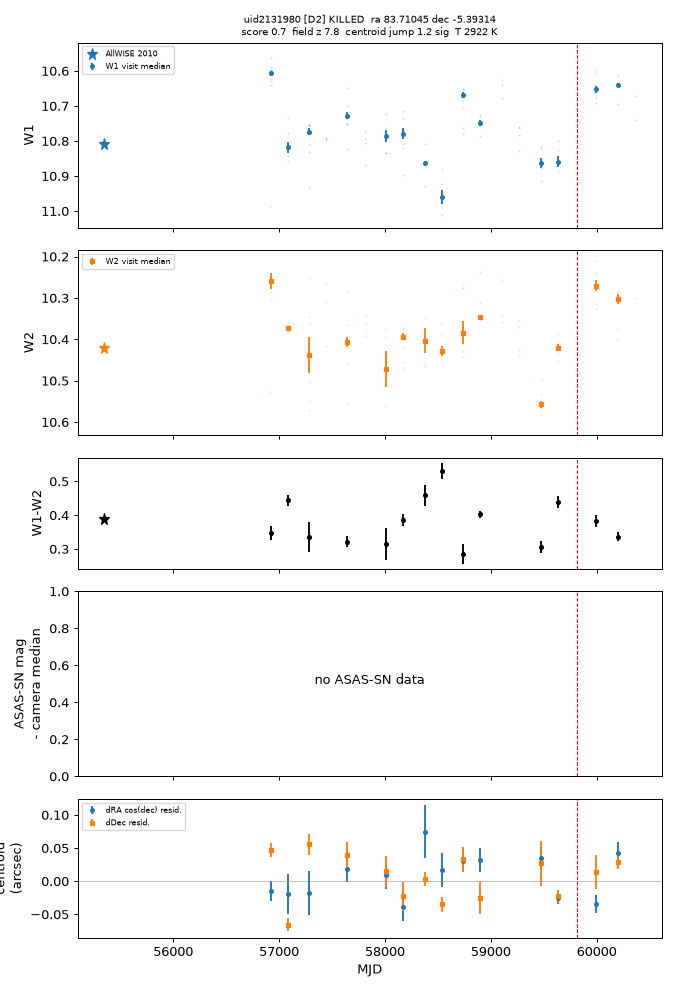 uid2131980 [D2] KILLED ra 83.71045 dec -5.39314
score 0.7 field z 7.8 centroid jump 1.2 sig T 2922 K
AllWISE 2010
W1 visit median
10.6
10.7
10.8
10.9
11.0
W1
W2 visit median
10.2
10.3
10.4
10.5
10.6
W2
0.5
0.4
0.3
W1-W2
1.0
0.8
0.6
0.4
0.2
0.0
ASAS-SN mag
- camera median
no ASAS-SN data
dRA cos(dec) resid.
dDec resid.
0.10
0.05
0.00
−0.05
centroid
(arcsec)
56000
57000
58000
59000
60000
MJD